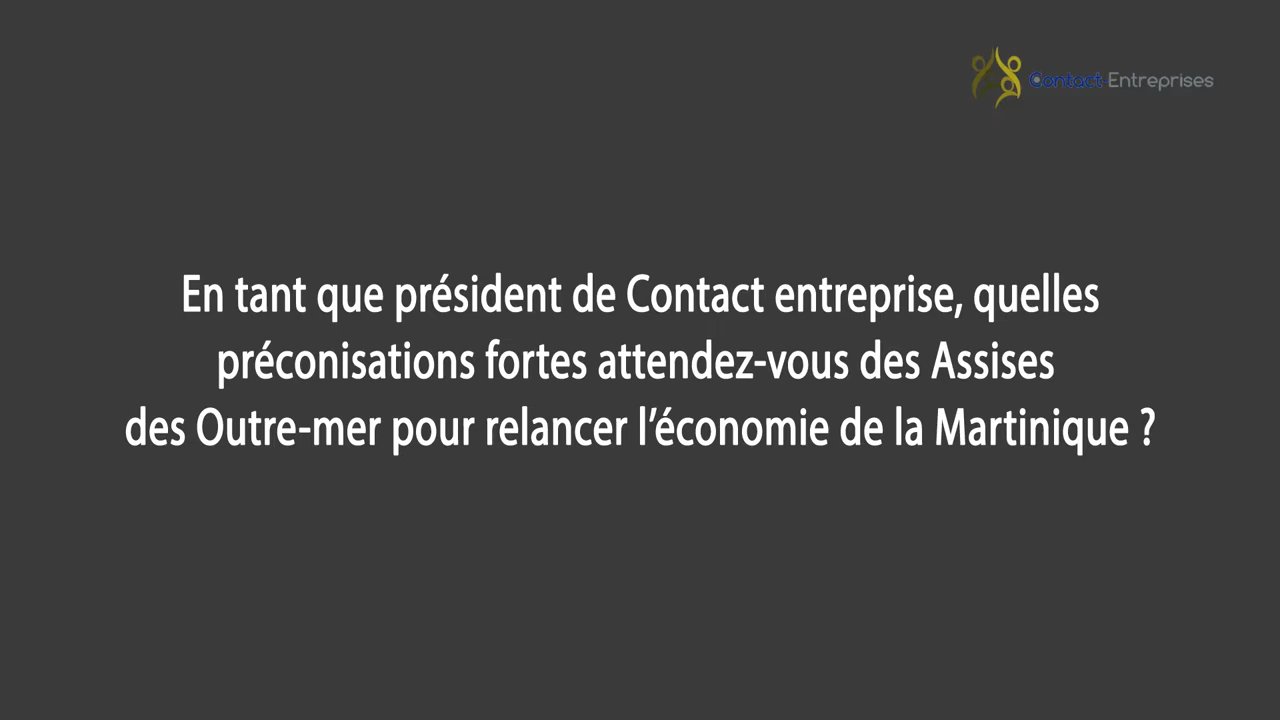 Contact-Entreprises
En tant que président de Contact entreprise, quelles
préconisations fortes attendez-vous des Assises
des Outre-mer pour relancer l’économie de la Martinique ?